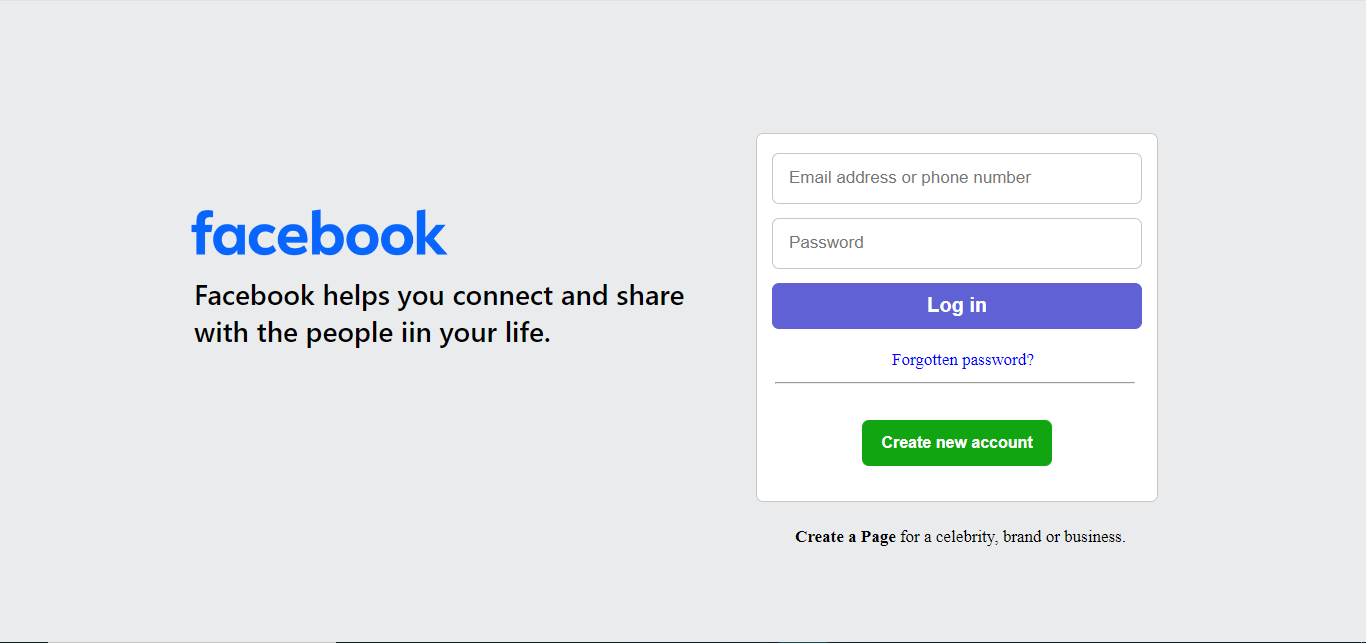 facebook
Facebook helps you connect and share
with the people iin your life.
Email address or phone number
Password
Log in
Forgotten password?
Create new account
Create a Page for a celebrity, brand or business.